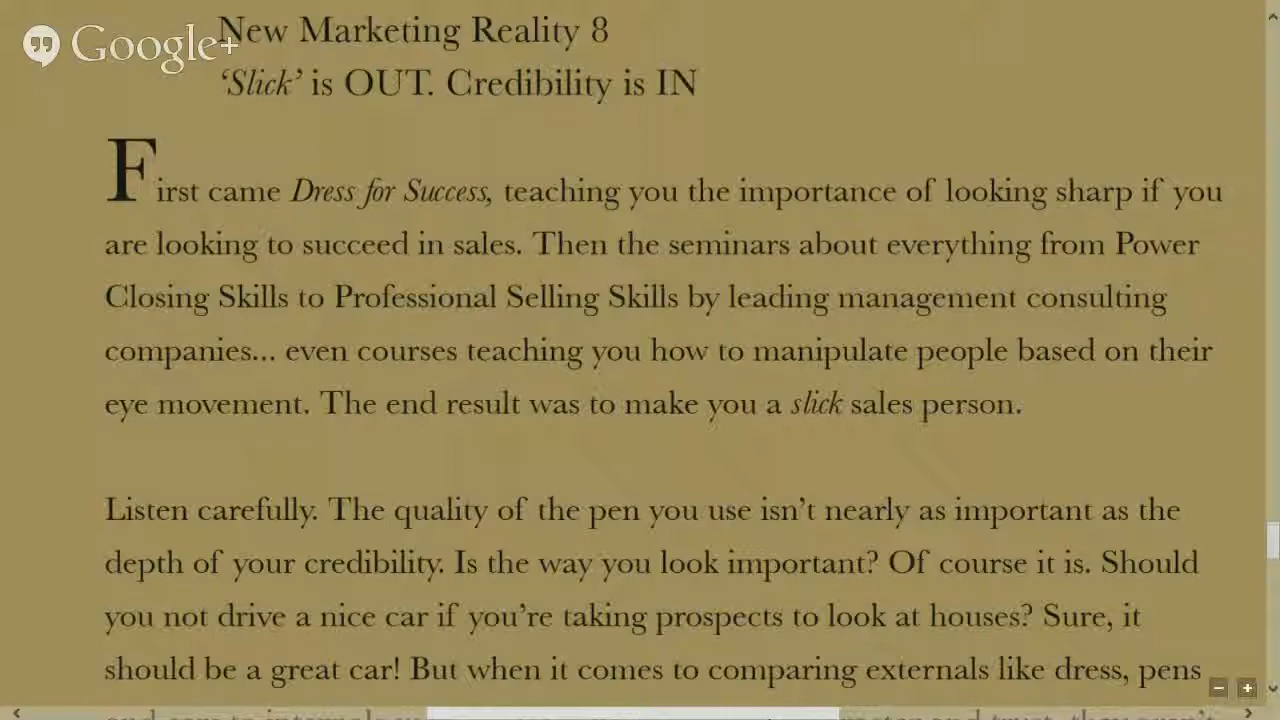 Google+
New Marketing Reality 8
‘Slick’ is OUT. Credibility is IN
First came Dress for Success, teaching you the importance of looking sharp if you
are looking to succeed in sales. Then the seminars about everything from Power
Closing Skills to Professional Selling Skills by leading management consulting
companies... even courses teaching you how to manipulate people based on their
eye movement. The end result was to make you a slick sales person.
Listen carefully. The quality of the pen you use isn’t nearly as important as the
depth of your credibility. Is the way you look important? Of course it is. Should
you not drive a nice car if you’re taking prospects to look at houses? Sure, it
should be a great car! But when it comes to comparing externals like dress, pens